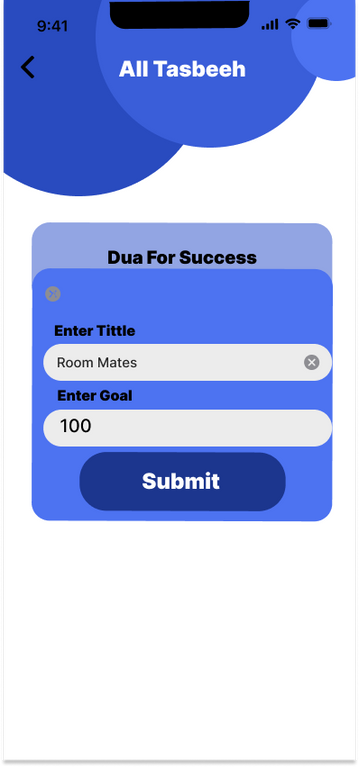 9:41
All Tasbeeh
Dua For Success
Enter Tittle
Room Mates
Enter Goal
100
Submit